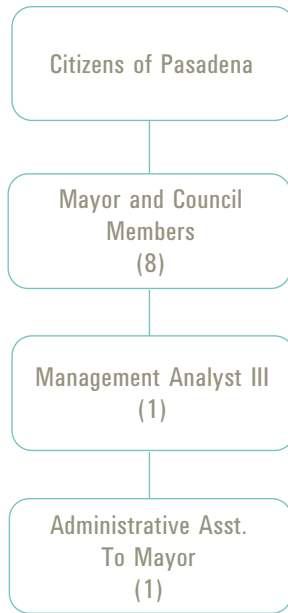 Citizens of Pasadena
Mayor and Council
Members
(8)
Management Analyst III
(1)
Administrative Asst.
To Mayor
(1)